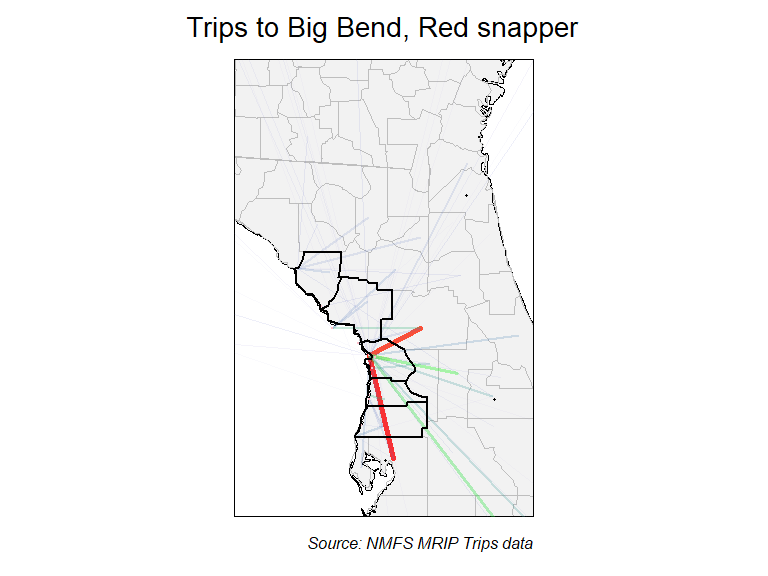 Trips to Big Bend, Red snapper
Source: NMFS MRIP Trips data